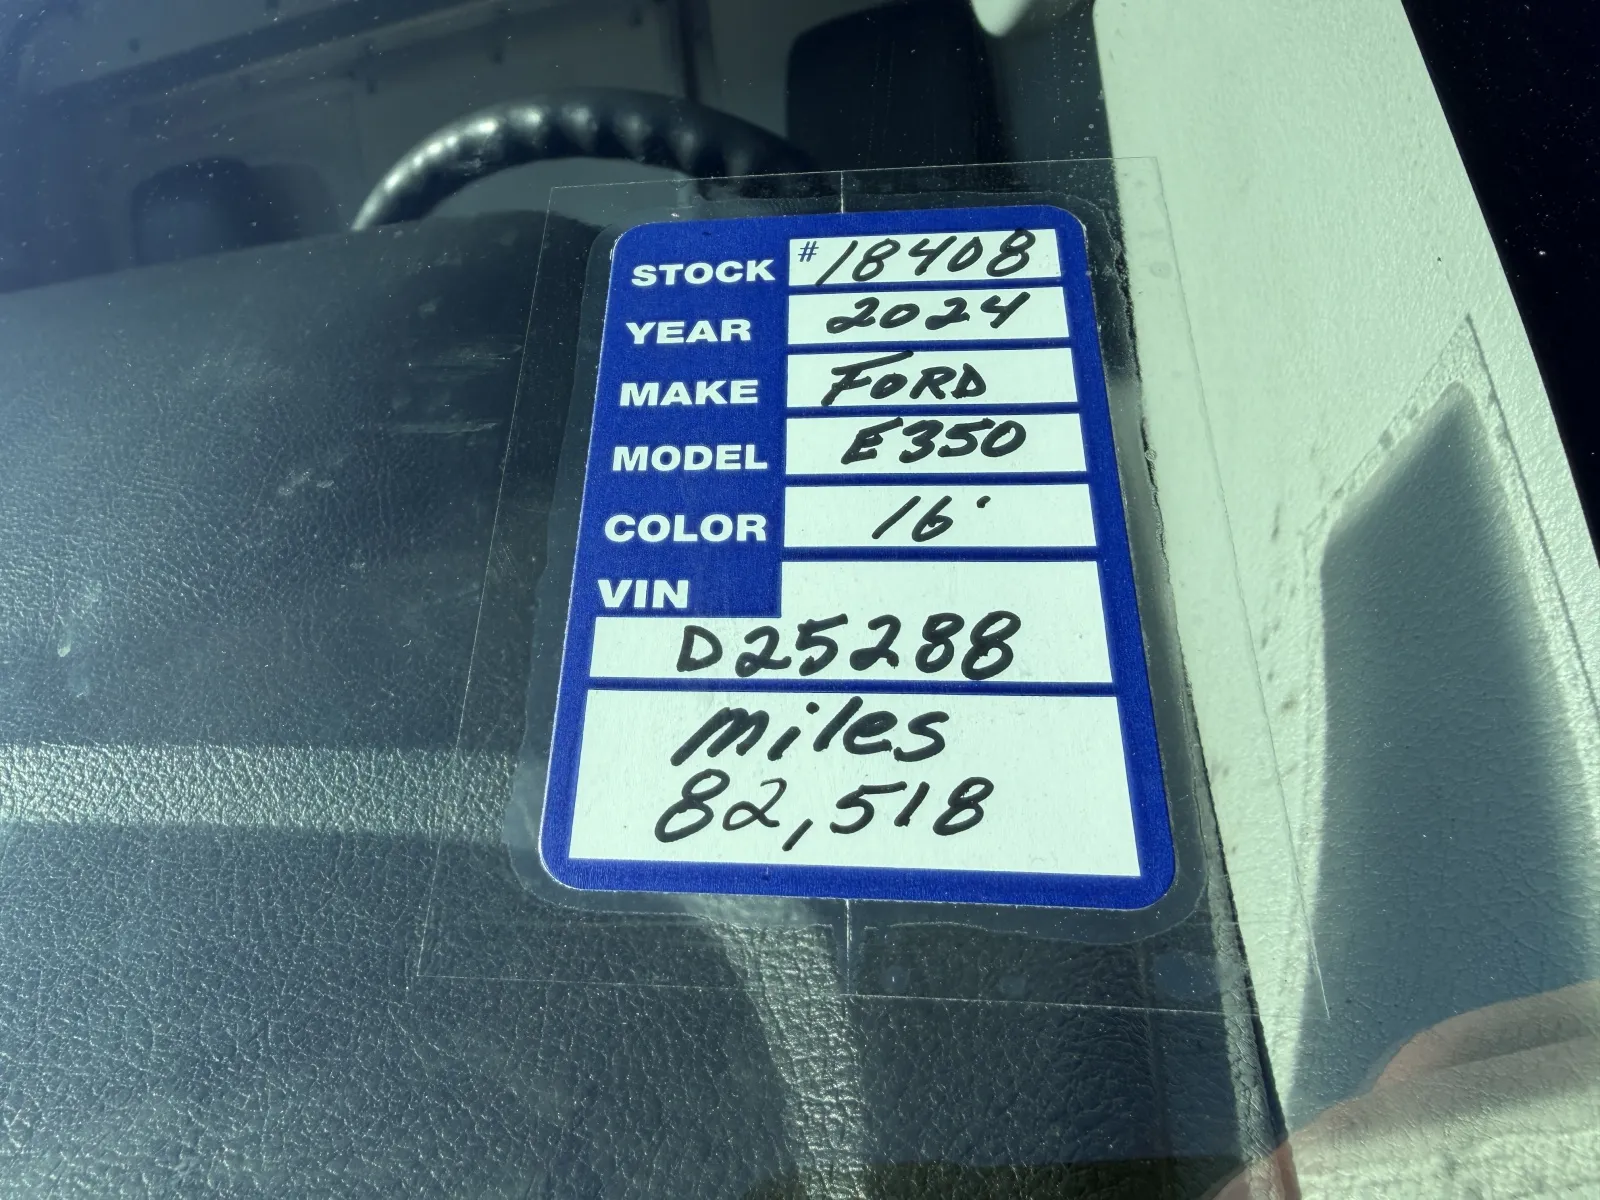 STOCK #18408
YEAR 2024
MAKE FORD
MODEL E350
COLOR 16'
VIN
D25288
miles
82,518